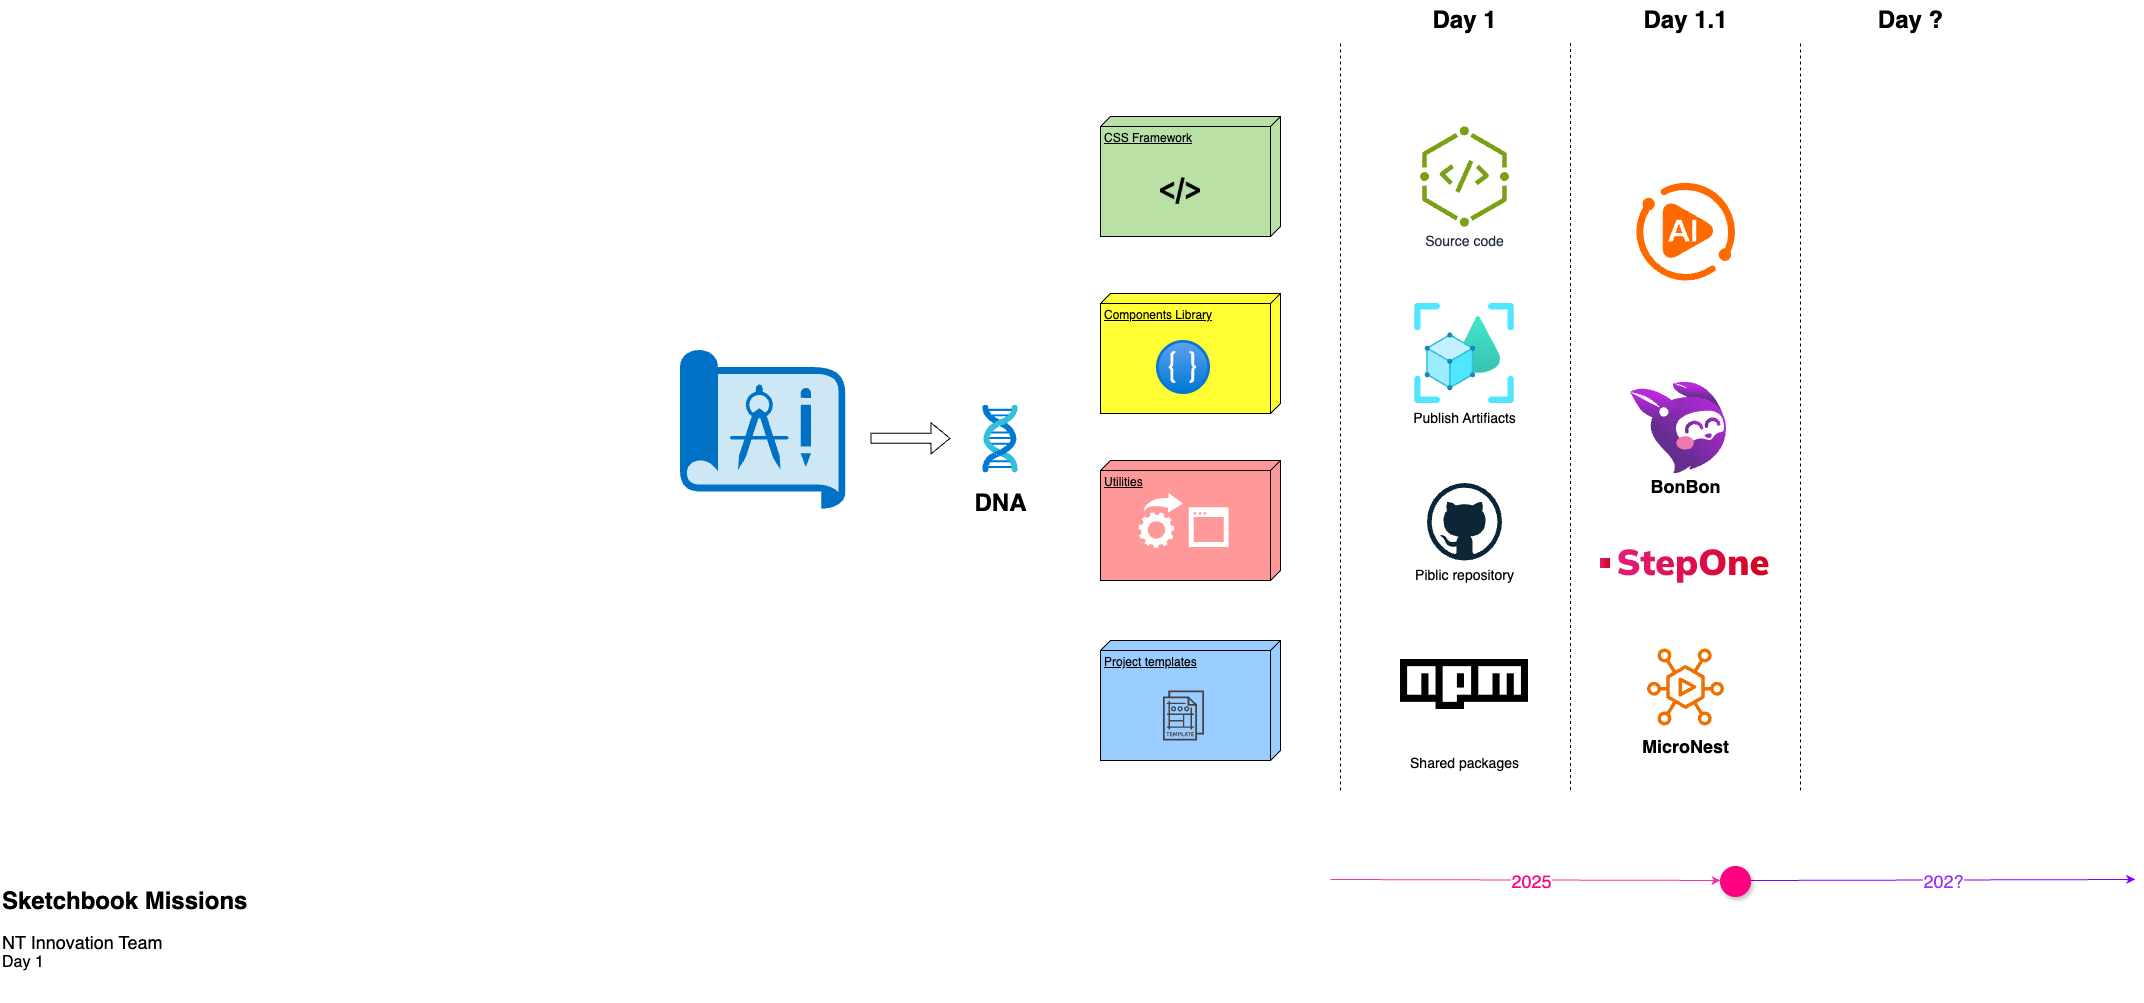 Day 1
Day 1.1
Day ?
CSS Framework
</>
</>
Source code
AI
Components Library
{ }
Publish Artifiacts
DNA
BonBon
Utilities
Piblic repository
StepOne
Project templates
TEMPLATE
npm
Shared packages
MicroNest
2025
202?
Sketchbook Missions
NT Innovation Team
Day 1